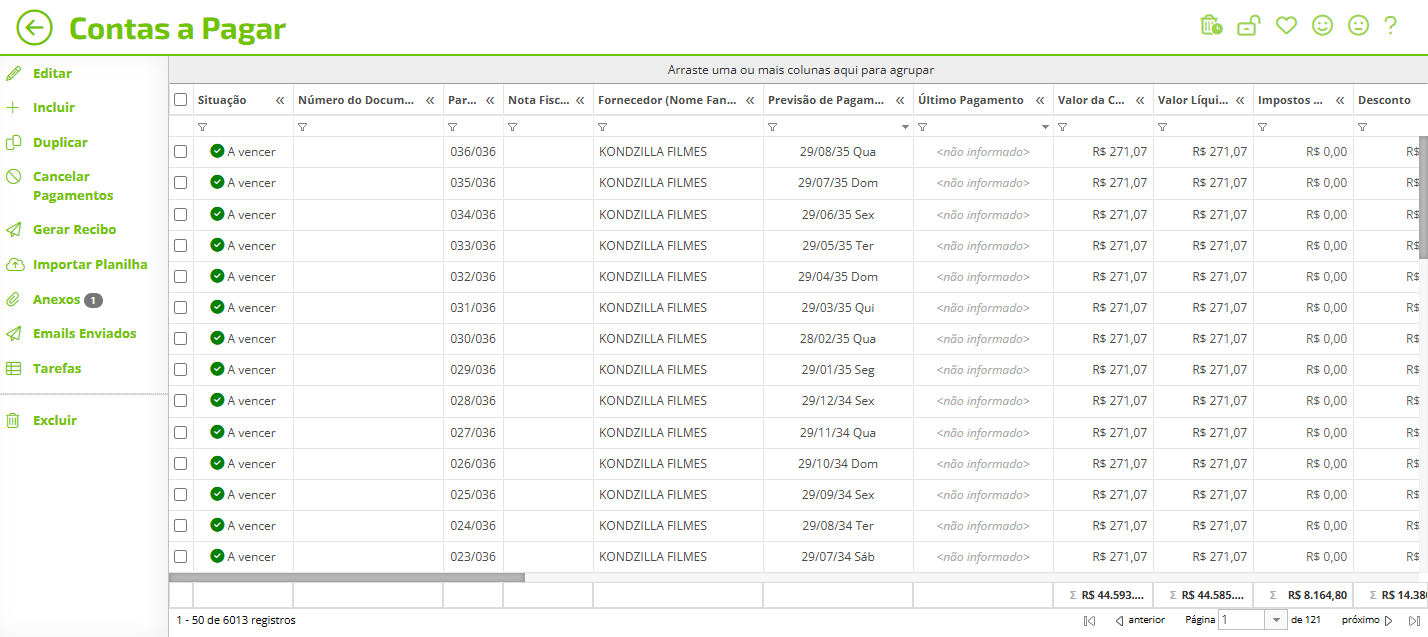 Contas a Pagar
?
Editar
Incluir
Duplicar
Cancelar
Pagamentos
Gerar Recibo
Importar Planilha
Anexos 1
Emails Enviados
Tarefas
Excluir
Arraste uma ou mais colunas aqui para agrupar
Situação « Número do Docum... « Par... « Nota Fisc... « Fornecedor (Nome Fan... « Previsão de Pagam... « Último Pagamento « Valor da C... « Valor Líqui... « Impostos ... « Desconto
A vencer 036/036 KONDZILLA FILMES 29/08/35 Qua <não informado> R$ 271,07 R$ 271,07 R$ 0,00 R$
A vencer 035/036 KONDZILLA FILMES 29/07/35 Dom <não informado> R$ 271,07 R$ 271,07 R$ 0,00 R$
A vencer 034/036 KONDZILLA FILMES 29/06/35 Sex <não informado> R$ 271,07 R$ 271,07 R$ 0,00 R$
A vencer 033/036 KONDZILLA FILMES 29/05/35 Ter <não informado> R$ 271,07 R$ 271,07 R$ 0,00 R$
A vencer 032/036 KONDZILLA FILMES 29/04/35 Dom <não informado> R$ 271,07 R$ 271,07 R$ 0,00 R$
A vencer 031/036 KONDZILLA FILMES 29/03/35 Qui <não informado> R$ 271,07 R$ 271,07 R$ 0,00 R$
A vencer 030/036 KONDZILLA FILMES 28/02/35 Qua <não informado> R$ 271,07 R$ 271,07 R$ 0,00 R$
A vencer 029/036 KONDZILLA FILMES 29/01/35 Seg <não informado> R$ 271,07 R$ 271,07 R$ 0,00 R$
A vencer 028/036 KONDZILLA FILMES 29/12/34 Sex <não informado> R$ 271,07 R$ 271,07 R$ 0,00 R$
A vencer 027/036 KONDZILLA FILMES 29/11/34 Qua <não informado> R$ 271,07 R$ 271,07 R$ 0,00 R$
A vencer 026/036 KONDZILLA FILMES 29/10/34 Dom <não informado> R$ 271,07 R$ 271,07 R$ 0,00 R$
A vencer 025/036 KONDZILLA FILMES 29/09/34 Sex <não informado> R$ 271,07 R$ 271,07 R$ 0,00 R$
A vencer 024/036 KONDZILLA FILMES 29/08/34 Ter <não informado> R$ 271,07 R$ 271,07 R$ 0,00 R$
A vencer 023/036 KONDZILLA FILMES 29/07/34 Sáb <não informado> R$ 271,07 R$ 271,07 R$ 0,00 R$
Σ R$ 44.593.... Σ R$ 44.585.... Σ R$ 8.164,80 Σ R$ 14.38
1 - 50 de 6013 registros anterior Página 1 de 121 próximo